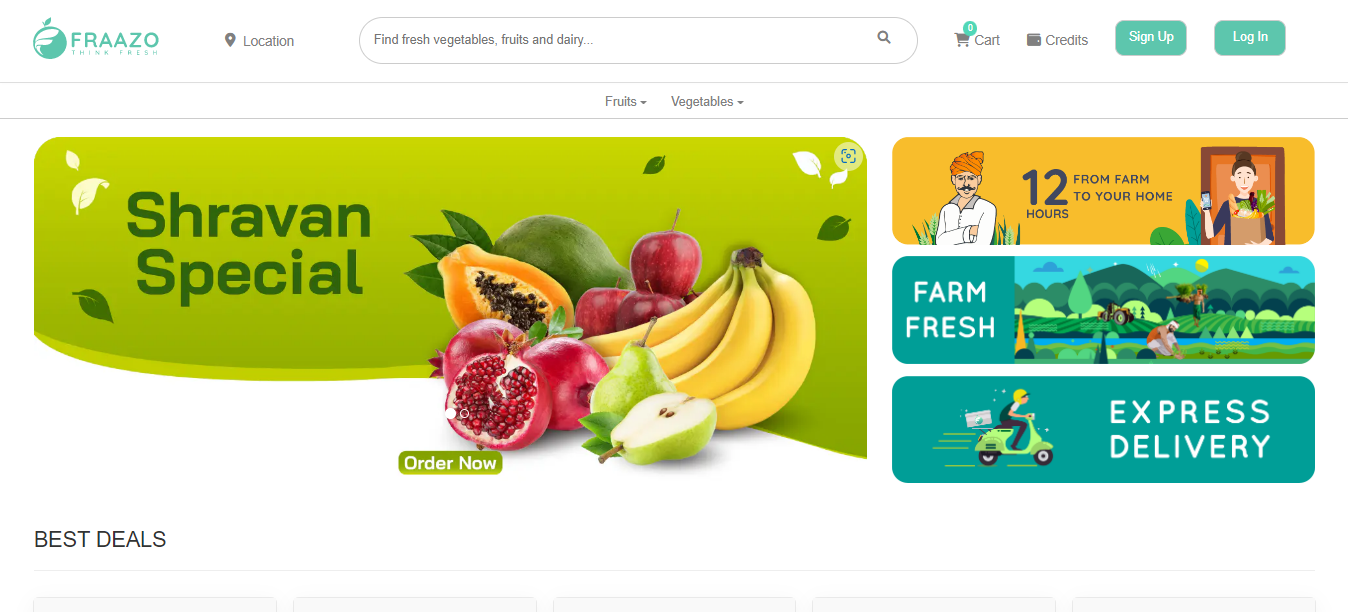 FRAAZO
THINK FRESH
Location
Find fresh vegetables, fruits and dairy...
0
Cart
Credits
Sign Up
Log In
Fruits
Vegetables
Shravan
Special
Order Now
12
HOURS
FROM FARM
TO YOUR HOME
FARM
FRESH
EXPRESS
DELIVERY
BEST DEALS